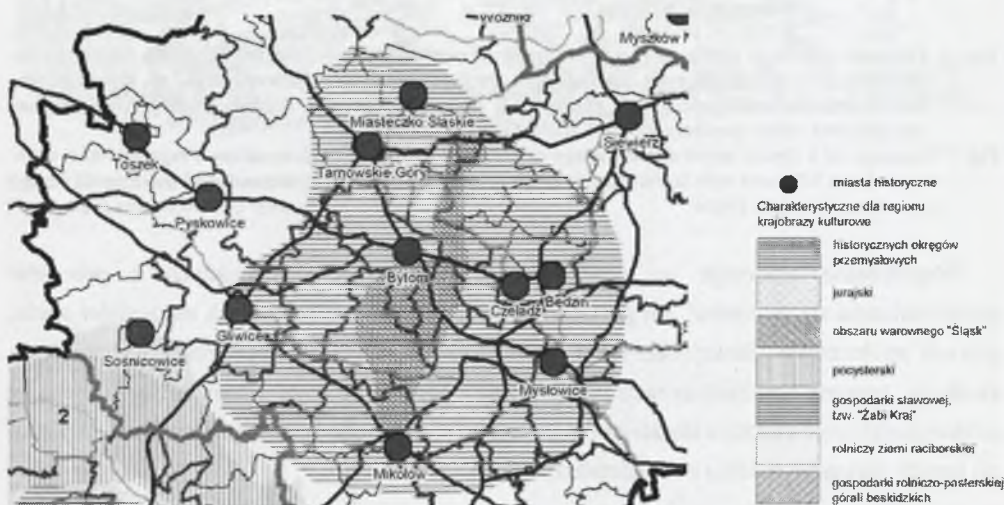 Myszków
Miasteczko Śląskie
Siewierz
Toszek
Tarnowskie Góry
Pyskowice
Bytom
Czeladź
Będzin
Gliwice
Sośnicowice
Mysłowice
2
Mikołów
miasta historyczne
Charakterystyczne dla regionu
krajobrazy kulturowe
historycznych okręgów
przemysłowych
jurajski
obszaru warownego "Śląsk"
pocysterski
gospodarki stawowej,
tzw. "Żabi Kraj"
rolniczy ziemi raciborskiej
gospodarki rolniczo-pasterskiej
górali beskidzkich